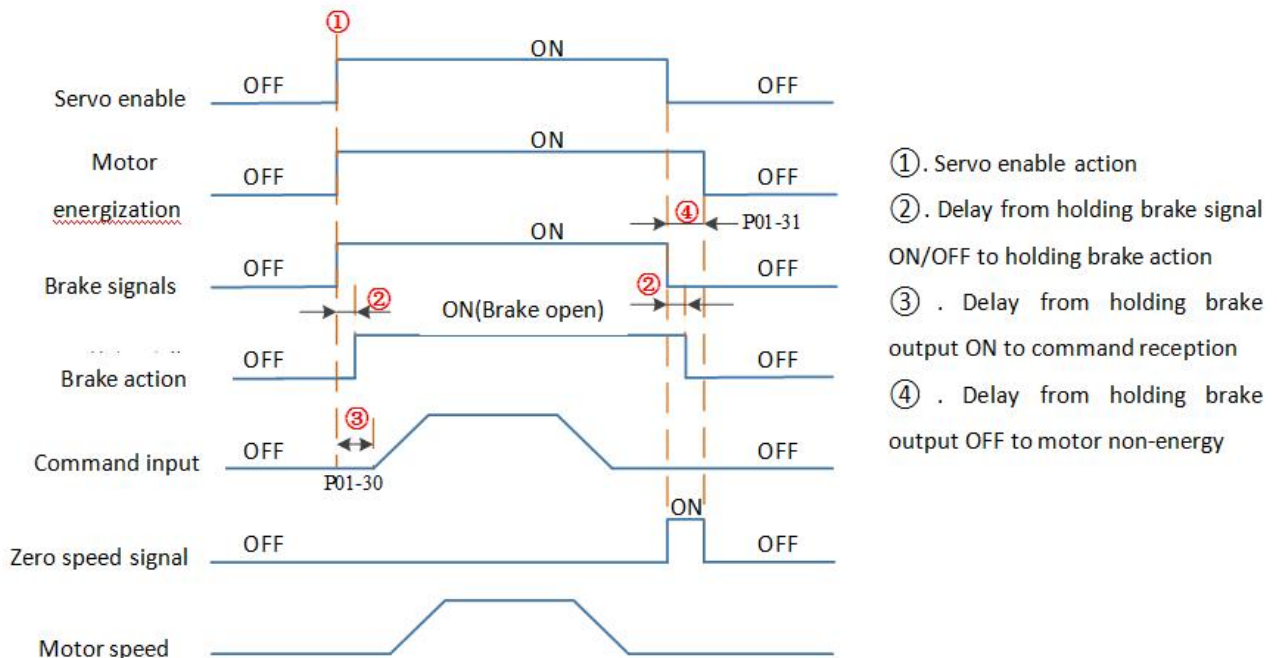 ①
ON
OFF
OFF
Servo enable
ON
Motor
energization
OFF
OFF
④
P01-31
ON
OFF
OFF
Brake signals
②
②
ON(Brake open)
OFF
OFF
Brake action
③
OFF
OFF
Command input
P01-30
ON
OFF
OFF
Zero speed signal
Motor speed
①. Servo enable action
②. Delay from holding brake signal
ON/OFF to holding brake action
③ . Delay from holding brake
output ON to command reception
④ . Delay from holding brake
output OFF to motor non-energy